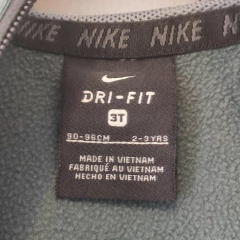 NIKE NIKE NIKE
DRI-FIT
3T
90-96CM 2-3YRS
MADE IN VIETNAM
FABRIQUÉ AU VIETNAM
HECHO EN VIETNAM